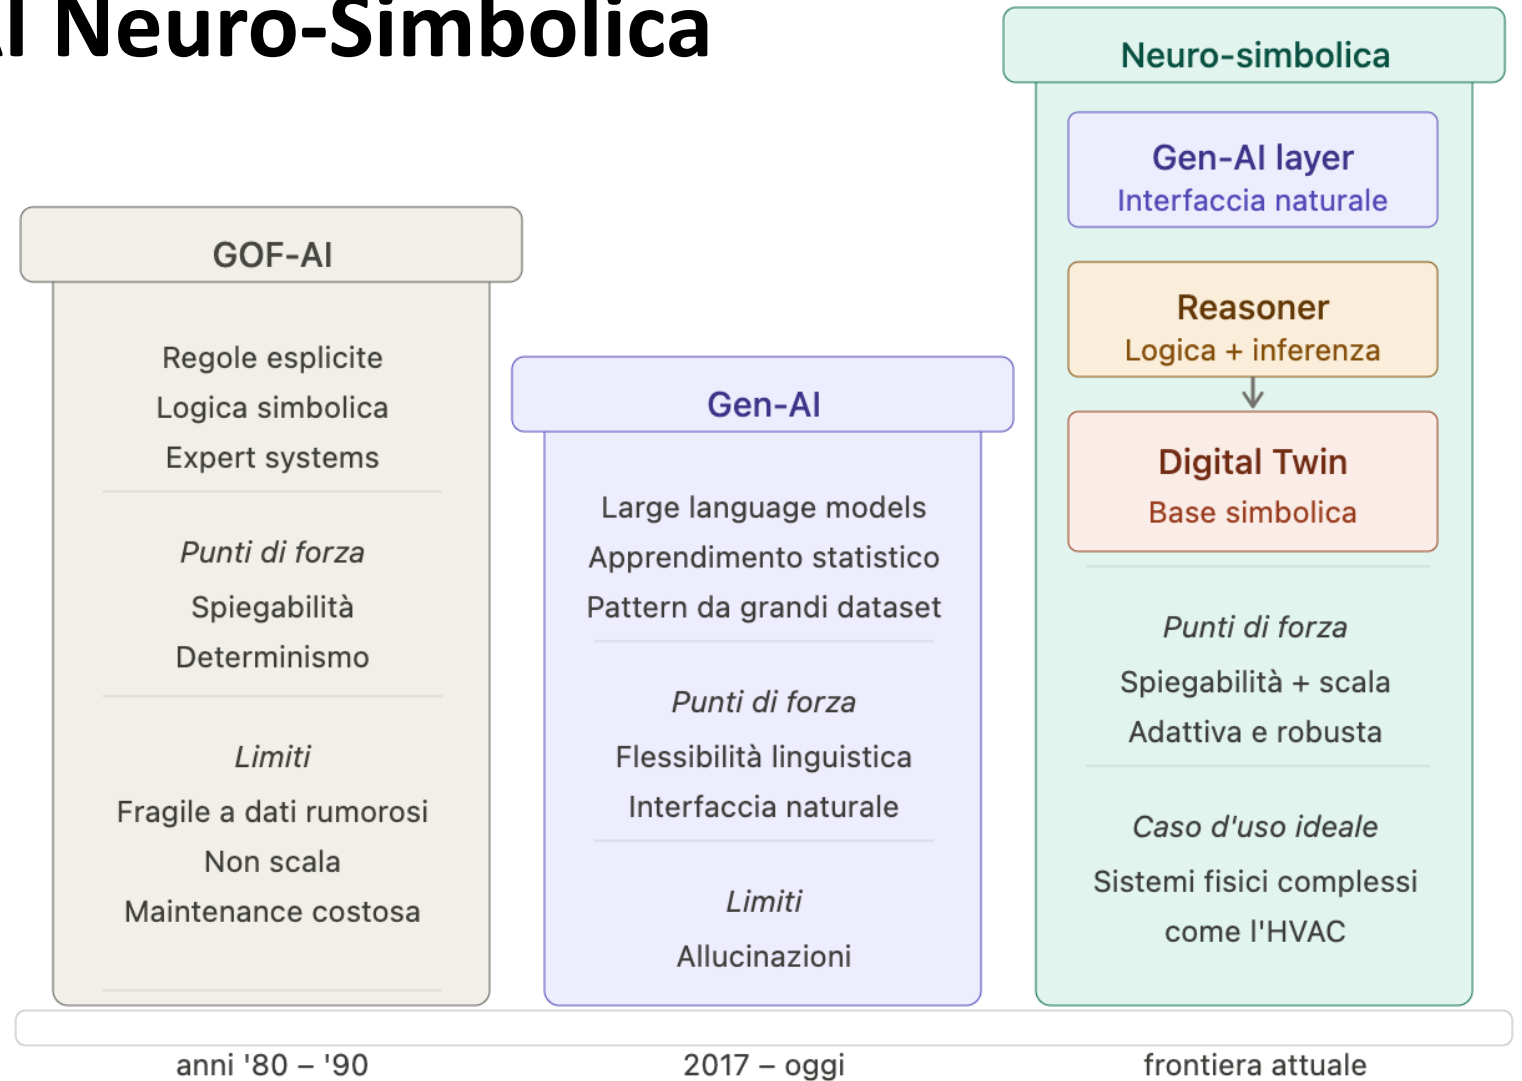 I Neuro-Simbolica
GOF-AI
Regole esplicite
Logica simbolica
Expert systems
Punti di forza
Spiegabilità
Determinismo
Limiti
Fragile a dati rumorosi
Non scala
Maintenance costosa
anni '80 – '90
Gen-AI
Large language models
Apprendimento statistico
Pattern da grandi dataset
Punti di forza
Flessibilità linguistica
Interfaccia naturale
Limiti
Allucinazioni
2017 – oggi
Neuro-simbolica
Gen-AI layer
Interfaccia naturale
Reasoner
Logica + inferenza
Digital Twin
Base simbolica
Punti di forza
Spiegabilità + scala
Adattiva e robusta
Caso d'uso ideale
Sistemi fisici complessi
come l'HVAC
frontiera attuale